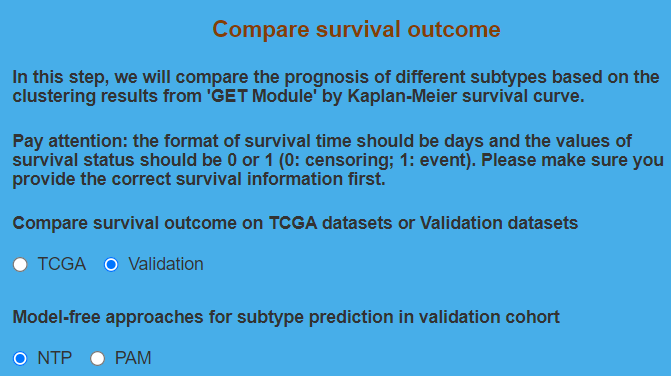 Compare survival outcome
In this step, we will compare the prognosis of different subtypes based on the
clustering results from 'GET Module' by Kaplan-Meier survival curve.
Pay attention: the format of survival time should be days and the values of
survival status should be 0 or 1 (0: censoring; 1: event). Please make sure you
provide the correct survival information first.
Compare survival outcome on TCGA datasets or Validation datasets
TCGA Validation
Model-free approaches for subtype prediction in validation cohort
NTP PAM